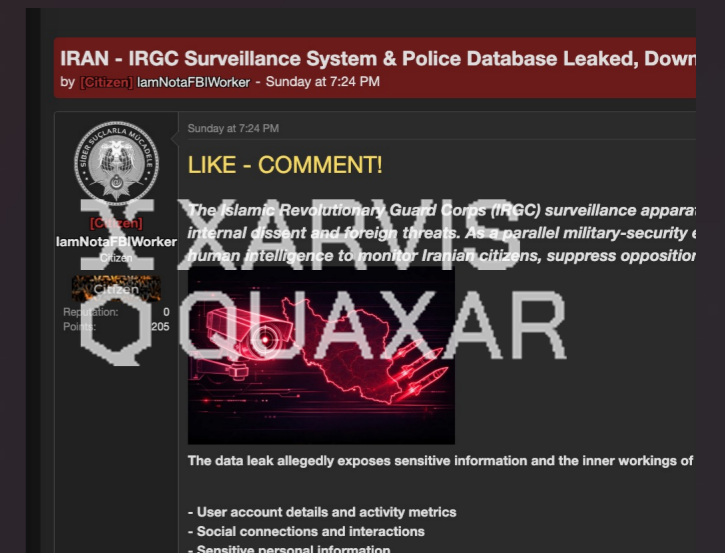 IRAN - IRGC Surveillance System & Police Database Leaked, Down
by [Citizen] IamNotaFBIWorker - Sunday at 7:24 PM
SİBER SUÇLARLA MÜCADELE
[Citizen]
IamNotaFBIWorker
Citizen
Citizen
Reputation: 0
Points: 205
Sunday at 7:24 PM
LIKE - COMMENT!
The Islamic Revolutionary Guard Corps (IRGC) surveillance apparat
internal dissent and foreign threats. As a parallel military-security e
human intelligence to monitor Iranian citizens, suppress opposition
XARVIS
QUAXAR
The data leak allegedly exposes sensitive information and the inner workings of
- User account details and activity metrics
- Social connections and interactions
- Sensitive personal information